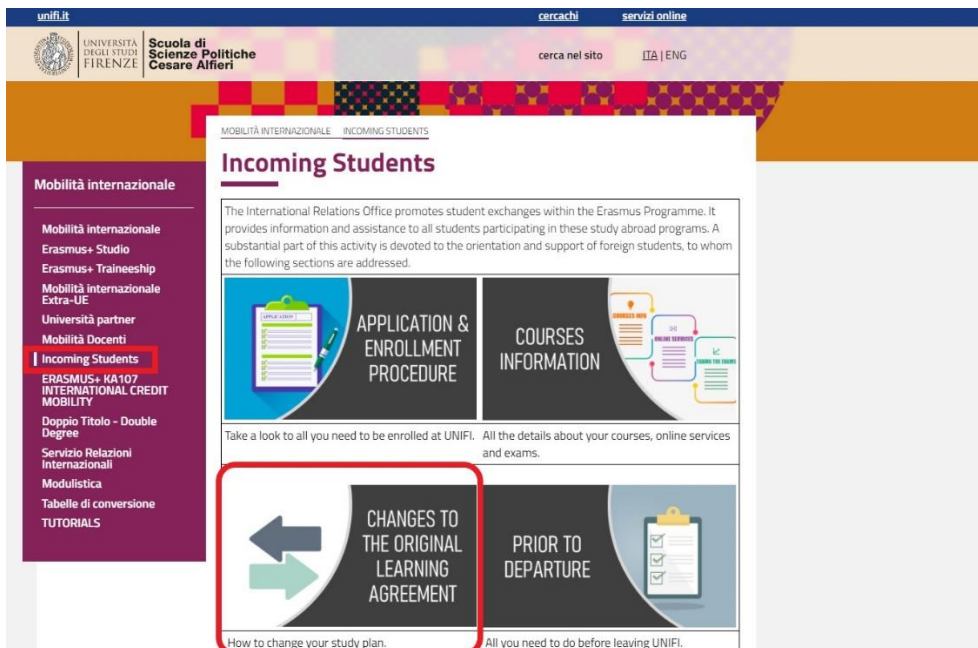 unifi.it
cercachi
servizi online
UNIVERSITÀ
DEGLI STUDI
FIRENZE
Scuola di
Scienze Politiche
Cesare Alfieri
cerca nel sito
ITA | ENG
MOBILITÀ INTERNAZIONALE
INCOMING STUDENTS
Incoming Students
Mobilità internazionale
Mobilità internazionale
Erasmus+ Studio
Erasmus+ Traineeship
Mobilità internazionale
Extra-UE
Università partner
Mobilità Docenti
Incoming Students
ERASMUS+ KA107
INTERNATIONAL CREDIT
MOBILITY
Doppio Titolo - Double
Degree
Servizio Relazioni
Internazionali
Modulistica
Tabelle di conversione
TUTORIALS
The International Relations Office promotes student exchanges within the Erasmus Programme. It
provides information and assistance to all students participating in these study abroad programs. A
substantial part of this activity is devoted to the orientation and support of foreign students, to whom
the following sections are addressed.
APPLICATION
APPLICATION &
ENROLLMENT
PROCEDURE
COURSES
INFORMATION
COURSES INFO
ONLINE SERVICES
Take a look to all you need to be enrolled at UNIFI.
All the details about your courses, online services
and exams.
CHANGES TO
THE ORIGINAL
LEARNING
AGREEMENT
PRIOR TO
DEPARTURE
How to change your study plan.
All you need to do before leaving UNIFI.